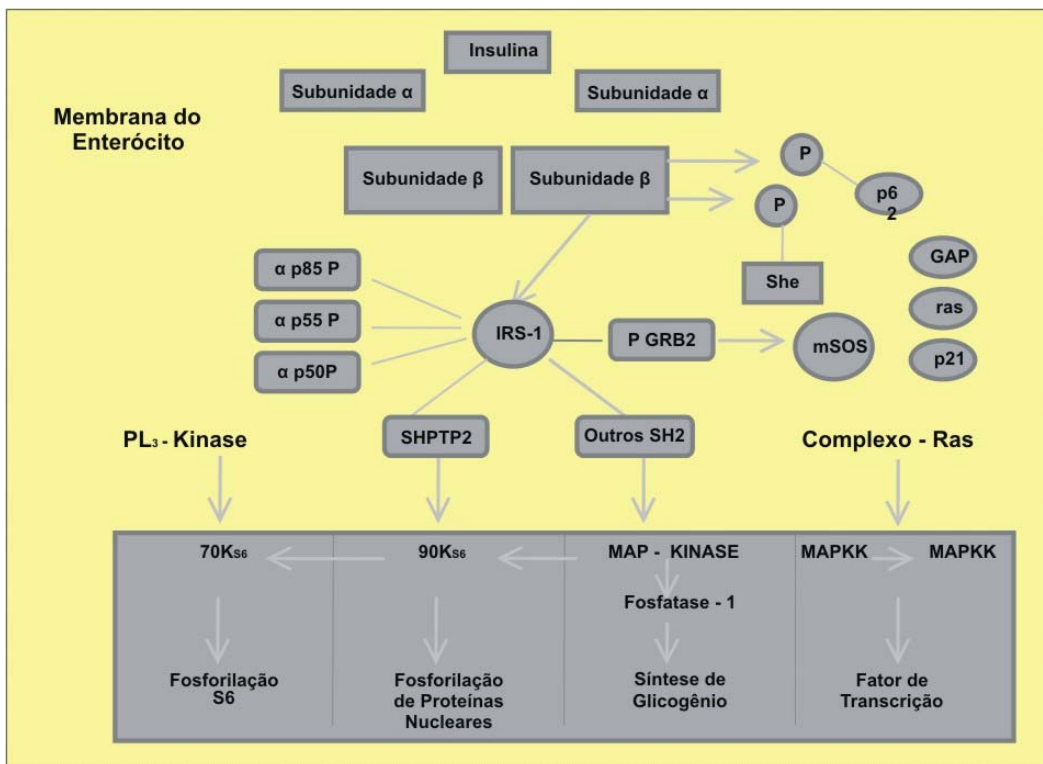 Insulina
Subunidade α
Subunidade α
Membrana do
Enterócito
Subunidade β
Subunidade β
P
P
p6
2
She
GAP
ras
p21
α p85 P
α p55 P
α p50P
IRS-1
P GRB2
mSOS
SHPTP2
Outros SH2
PL₃ - Kinase
Complexo - Ras
70Ks6
90Ks6
MAP - KINASE
MAPKK
MAPKK
Fosfatase - 1
Fosforilação
S6
Fosforilação
de Proteínas
Nucleares
Síntese de
Glicogênio
Fator de
Transcrição